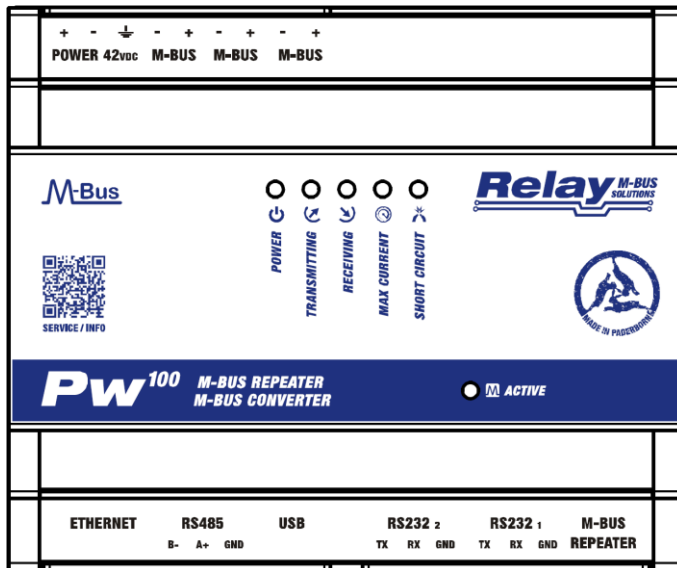 + - ⏚ - + - + - +
POWER 42VDC M-BUS M-BUS M-BUS
M-Bus
Relay M-BUS SOLUTIONS
POWER
TRANSMITTING
RECEIVING
MAX CURRENT
SHORT CIRCUIT
SERVICE / INFO
MADE IN PADERBORN
PW100 M-BUS REPEATER
M-BUS CONVERTER
M ACTIVE
ETHERNET RS485 USB RS232 2 RS232 1 M-BUS
B- A+ GND TX RX GND TX RX GND REPEATER